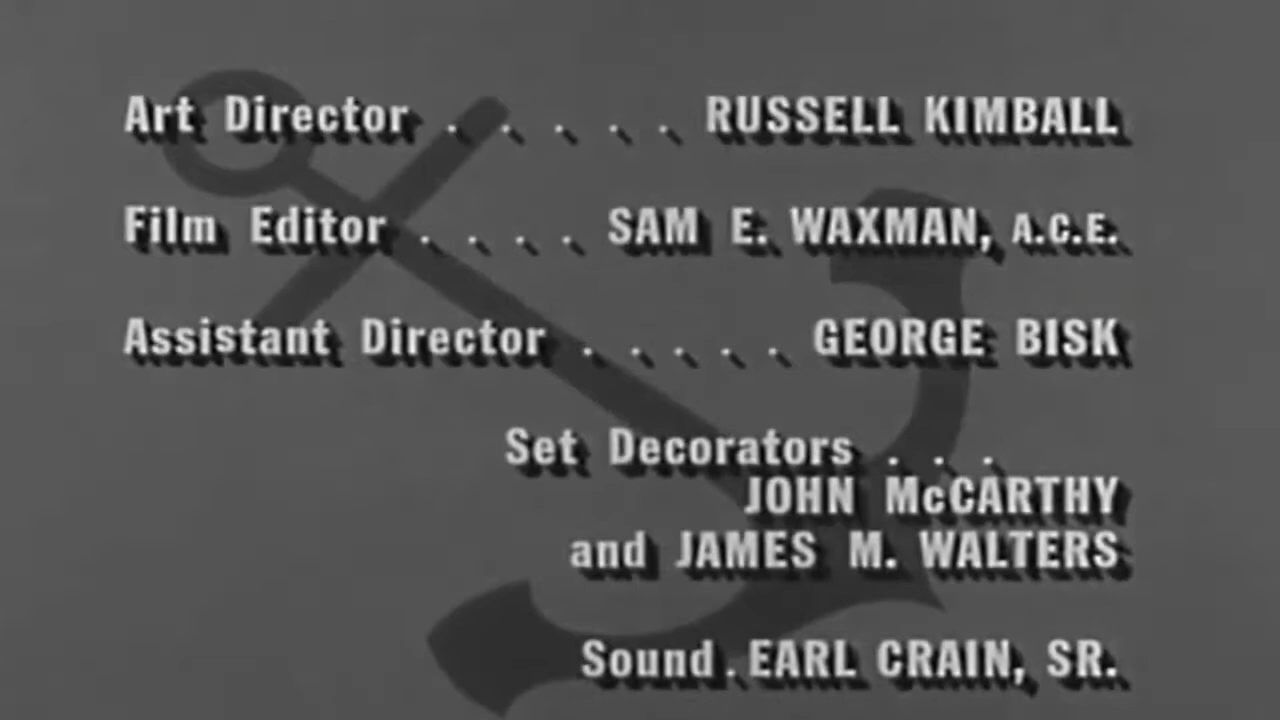 Art Director . . . . . RUSSELL KIMBALL
Film Editor . . . . SAM E. WAXMAN, A.C.E.
Assistant Director . . . . . GEORGE BISK
Set Decorators . . .
JOHN McCARTHY
and JAMES M. WALTERS
Sound . EARL CRAIN, SR.